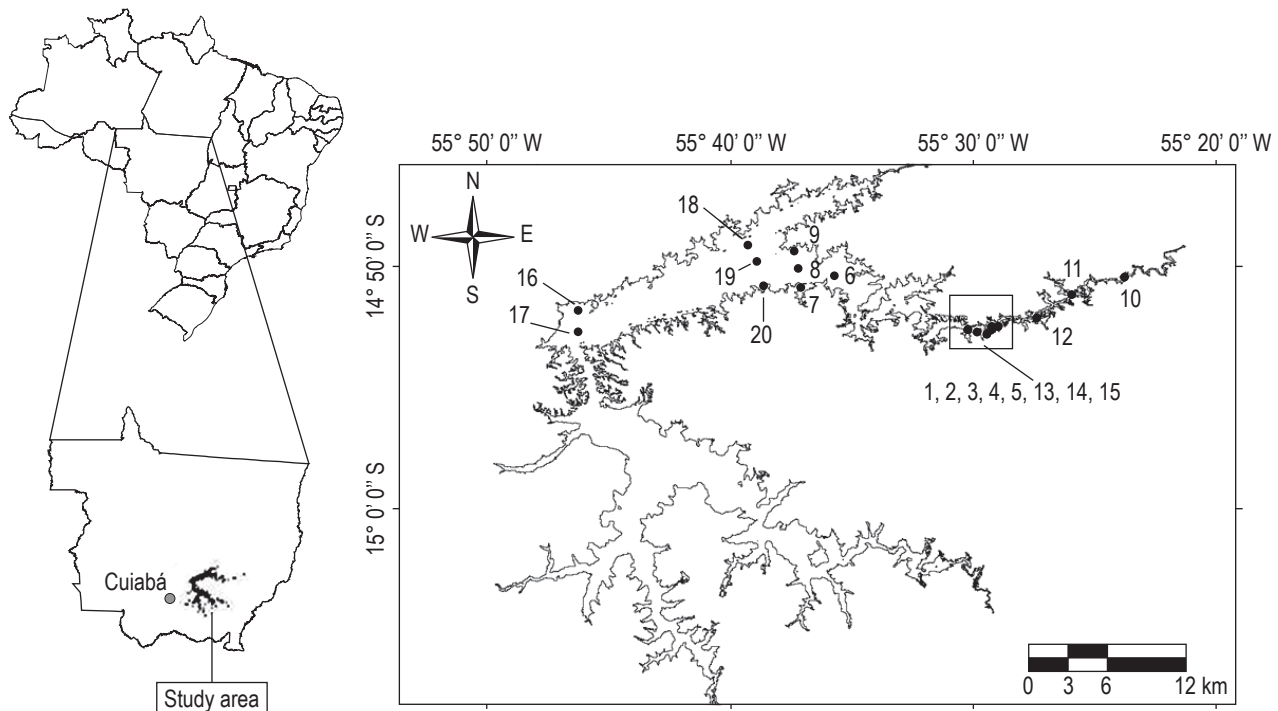 55° 50’ 0” W
55° 40’ 0” W
55° 30’ 0” W
55° 20’ 0” W
N
W
E
S
14° 50’ 0” S
15° 0’ 0” S
18
9
19
8
6
16
7
17
20
11
10
12
1, 2, 3, 4, 5, 13, 14, 15
Cuiabá
Study area
0 3 6 12 km